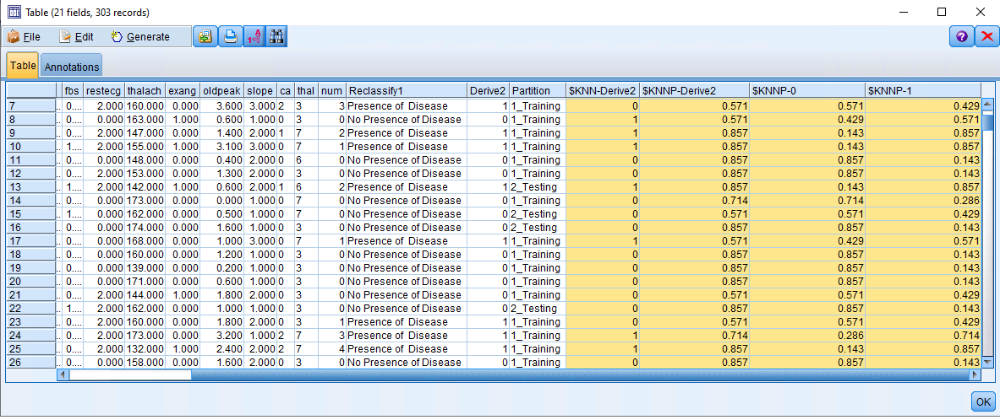 Table (21 fields, 303 records)
File Edit Generate
Table Annotations
fbs restecg thalach exang oldpeak slope ca thal num Reclassify1 Derive2 Partition $KNN-Derive2 $KNNP-Derive2 $KNNP-0 $KNNP-1
7 .. 0.... 2.000 160.000 0.000 3.600 3.000 2 3 3 Presence of Disease 1 1_Training 0 0.571 0.571 0.429
8 .. 0.... 0.000 163.000 1.000 0.600 1.000 0 3 0 No Presence of Disease 0 1_Training 1 0.571 0.429 0.571
9 .. 0.... 2.000 147.000 0.000 1.400 2.000 1 7 2 Presence of Disease 1 1_Training 1 0.857 0.143 0.857
10 .. 1.... 2.000 155.000 1.000 3.100 3.000 0 7 1 Presence of Disease 1 1_Training 1 0.857 0.143 0.857
11 .. 0.... 0.000 148.000 0.000 0.400 2.000 0 6 0 No Presence of Disease 0 1_Training 0 0.857 0.857 0.143
12 .. 0.... 2.000 153.000 0.000 1.300 2.000 0 3 0 No Presence of Disease 0 1_Training 0 0.857 0.857 0.143
13 .. 1.... 2.000 142.000 1.000 0.600 2.000 1 6 2 Presence of Disease 1 2_Testing 1 0.857 0.143 0.857
14 .. 0.... 0.000 173.000 0.000 0.000 1.000 0 7 0 No Presence of Disease 0 1_Training 0 0.714 0.714 0.286
15 .. 1.... 0.000 162.000 0.000 0.500 1.000 0 7 0 No Presence of Disease 0 2_Testing 0 0.571 0.571 0.429
16 .. 0.... 0.000 174.000 0.000 1.600 1.000 0 3 0 No Presence of Disease 0 2_Testing 0 0.857 0.857 0.143
17 .. 0.... 0.000 168.000 0.000 1.000 3.000 0 7 1 Presence of Disease 1 1_Training 1 0.571 0.429 0.571
18 .. 0.... 0.000 160.000 0.000 1.200 1.000 0 3 0 No Presence of Disease 0 1_Training 0 0.857 0.857 0.143
19 .. 0.... 0.000 139.000 0.000 0.200 1.000 0 3 0 No Presence of Disease 0 1_Training 0 0.857 0.857 0.143
20 .. 0.... 0.000 171.000 0.000 0.600 1.000 0 3 0 No Presence of Disease 0 1_Training 0 0.857 0.857 0.143
21 .. 0.... 2.000 144.000 1.000 1.800 2.000 0 3 0 No Presence of Disease 0 1_Training 0 0.571 0.571 0.429
22 .. 1.... 2.000 162.000 0.000 1.000 1.000 0 3 0 No Presence of Disease 0 2_Testing 0 0.857 0.857 0.143
23 .. 0.... 2.000 160.000 0.000 1.800 2.000 0 3 1 Presence of Disease 1 1_Training 0 0.571 0.571 0.429
24 .. 0.... 2.000 173.000 0.000 3.200 1.000 2 7 3 Presence of Disease 1 1_Training 1 0.714 0.286 0.714
25 .. 0.... 2.000 132.000 1.000 2.400 2.000 2 7 4 Presence of Disease 1 1_Training 1 0.857 0.143 0.857
26 .. 0.... 0.000 158.000 0.000 1.600 2.000 0 3 0 No Presence of Disease 0 1_Training 0 0.857 0.857 0.143
OK